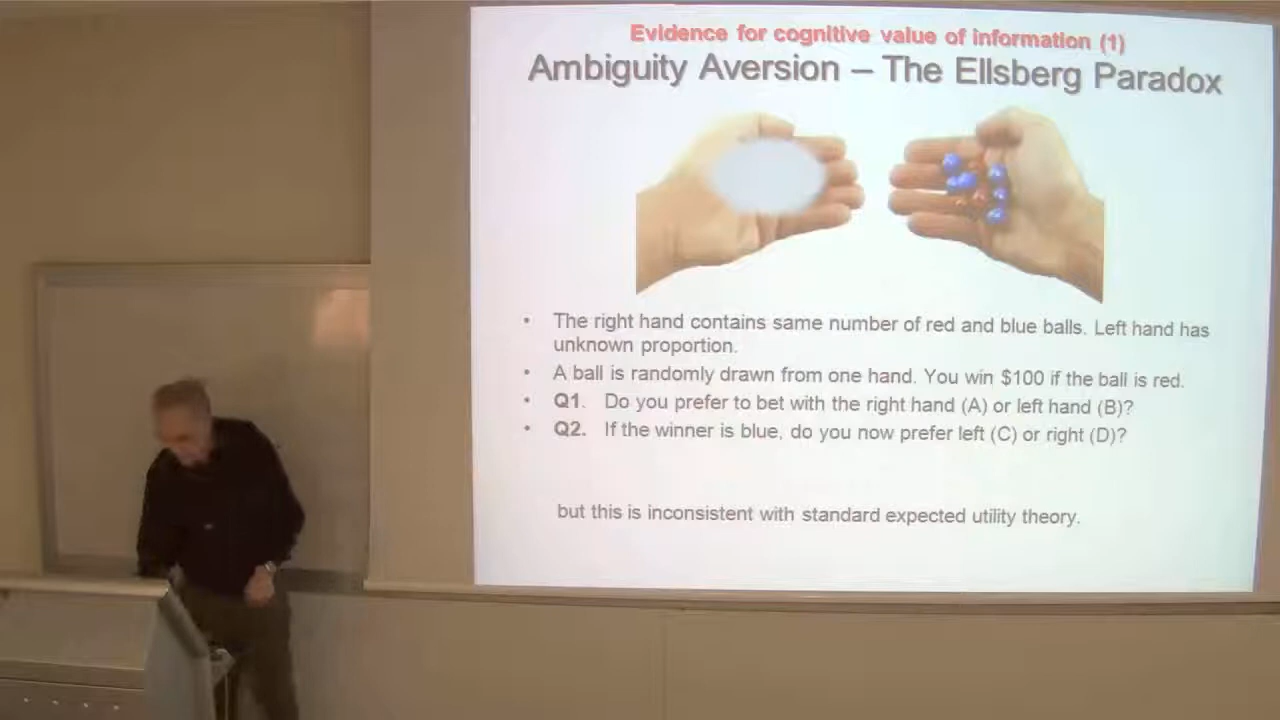 Evidence for cognitive value of information (1)
Ambiguity Aversion – The Ellsberg Paradox
• The right hand contains same number of red and blue balls. Left hand has
unknown proportion.
• A ball is randomly drawn from one hand. You win $100 if the ball is red.
• Q1. Do you prefer to bet with the right hand (A) or left hand (B)?
• Q2. If the winner is blue, do you now prefer left (C) or right (D)?
but this is inconsistent with standard expected utility theory.